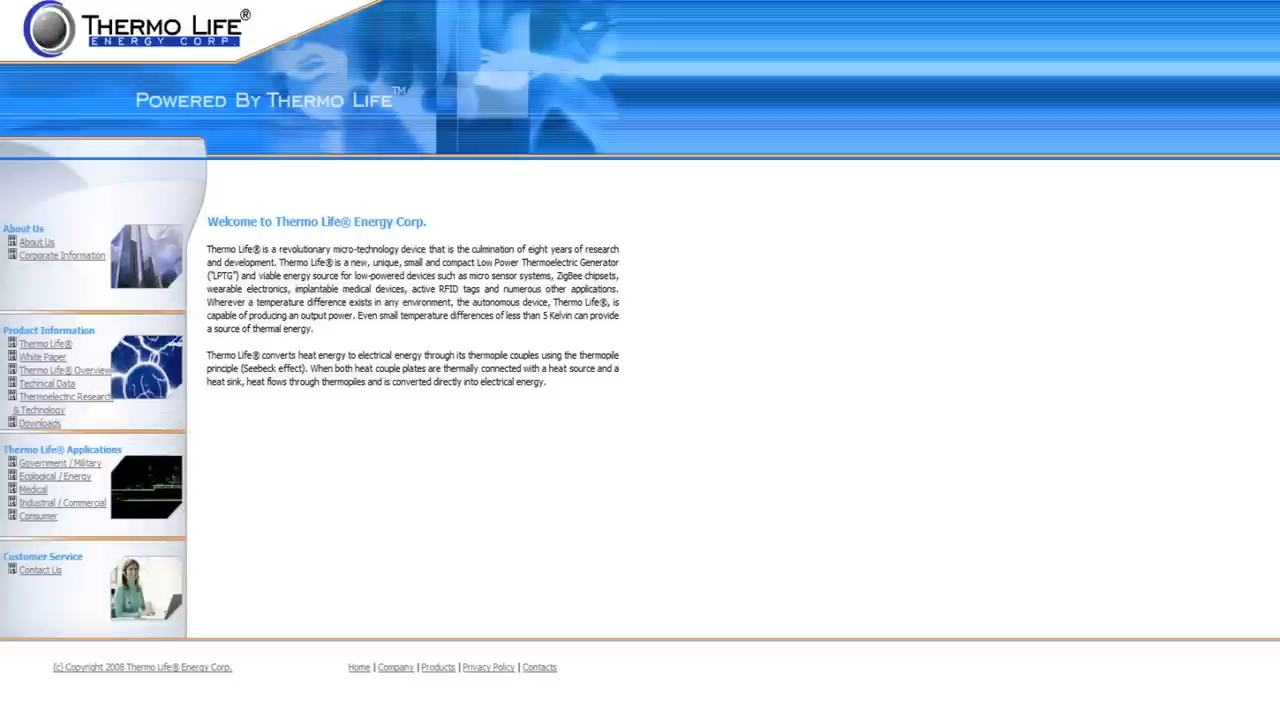 THERMO LIFE®
ENERGY CORP.
POWERED BY THERMO LIFE™
About Us
About Us
Corporate Information
Product Information
Thermo Life®
White Paper
Thermo Life® Overview
Technical Data
Thermoelectric Research
& Technology
Downloads
Thermo Life® Applications
Government / Military
Ecological / Energy
Medical
Industrial / Commercial
Consumer
Customer Service
Contact Us
Welcome to Thermo Life® Energy Corp.
Thermo Life® is a revolutionary micro-technology device that is the culmination of eight years of research
and development. Thermo Life® is a new, unique, small and compact Low Power Thermoelectric Generator
("LPTG") and viable energy source for low-powered devices such as micro sensor systems, ZigBee chipsets,
wearable electronics, implantable medical devices, active RFID tags and numerous other applications.
Wherever a temperature difference exists in any environment, the autonomous device, Thermo Life®, is
capable of producing an output power. Even small temperature differences of less than 5 Kelvin can provide
a source of thermal energy.
Thermo Life® converts heat energy to electrical energy through its thermopile couples using the thermopile
principle (Seebeck effect). When both heat couple plates are thermally connected with a heat source and a
heat sink, heat flows through thermopiles and is converted directly into electrical energy.
(c) Copyright 2008 Thermo Life® Energy Corp.
Home | Company | Products | Privacy Policy | Contacts